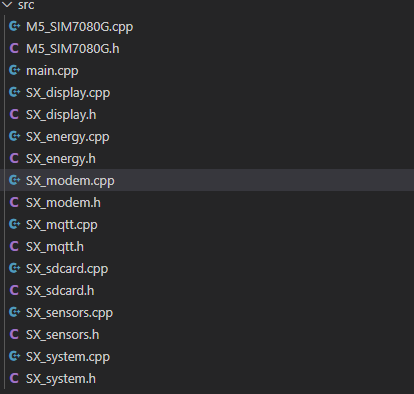 src
M5_SIM7080G.cpp
C M5_SIM7080G.h
main.cpp
SX_display.cpp
C SX_display.h
SX_energy.cpp
C SX_energy.h
SX_modem.cpp
C SX_modem.h
SX_mqtt.cpp
C SX_mqtt.h
SX_sdcard.cpp
C SX_sdcard.h
SX_sensors.cpp
C SX_sensors.h
SX_system.cpp
C SX_system.h